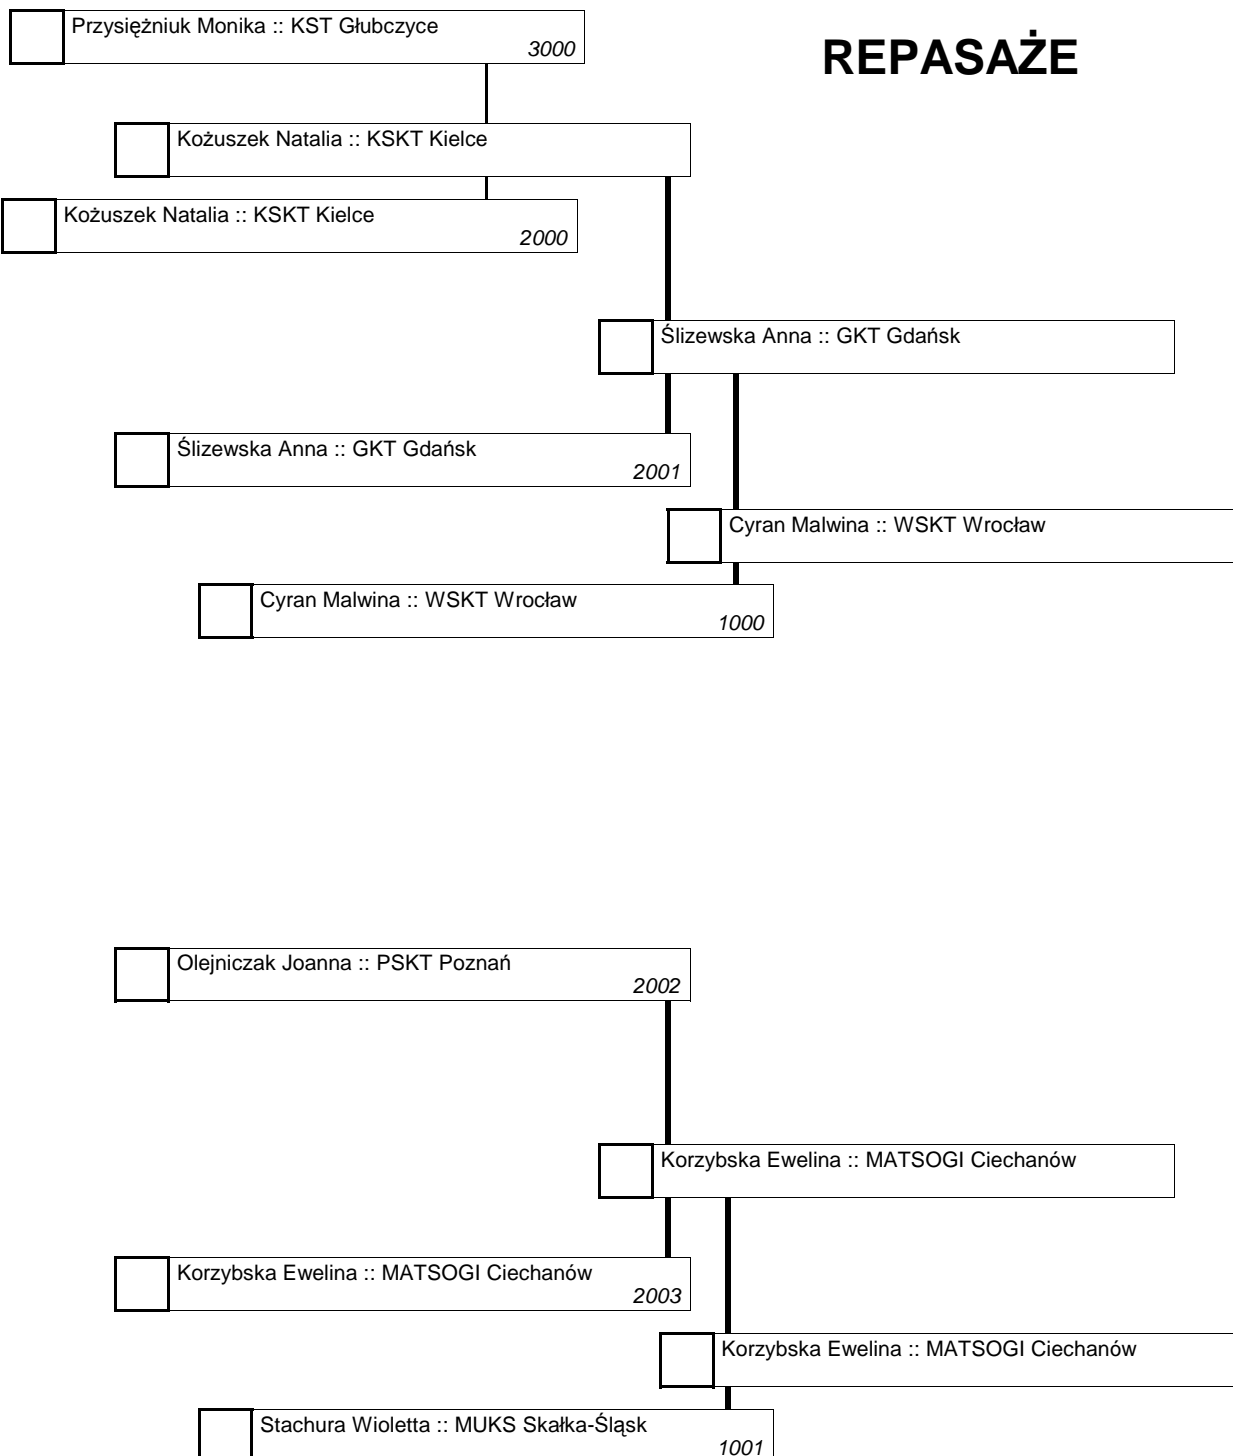 Przysiężniuk Monika :: KST Głubczyce
3000
REPASAŻE
Kożuszek Natalia :: KSKT Kielce
Kożuszek Natalia :: KSKT Kielce
2000
Ślizewska Anna :: GKT Gdańsk
Ślizewska Anna :: GKT Gdańsk
2001
Cyran Malwina :: WSKT Wrocław
Cyran Malwina :: WSKT Wrocław
1000
Olejniczak Joanna :: PSKT Poznań
2002
Korzybska Ewelina :: MATSOGI Ciechanów
Korzybska Ewelina :: MATSOGI Ciechanów
2003
Korzybska Ewelina :: MATSOGI Ciechanów
Stachura Wioletta :: MUKS Skałka-Śląsk
1001